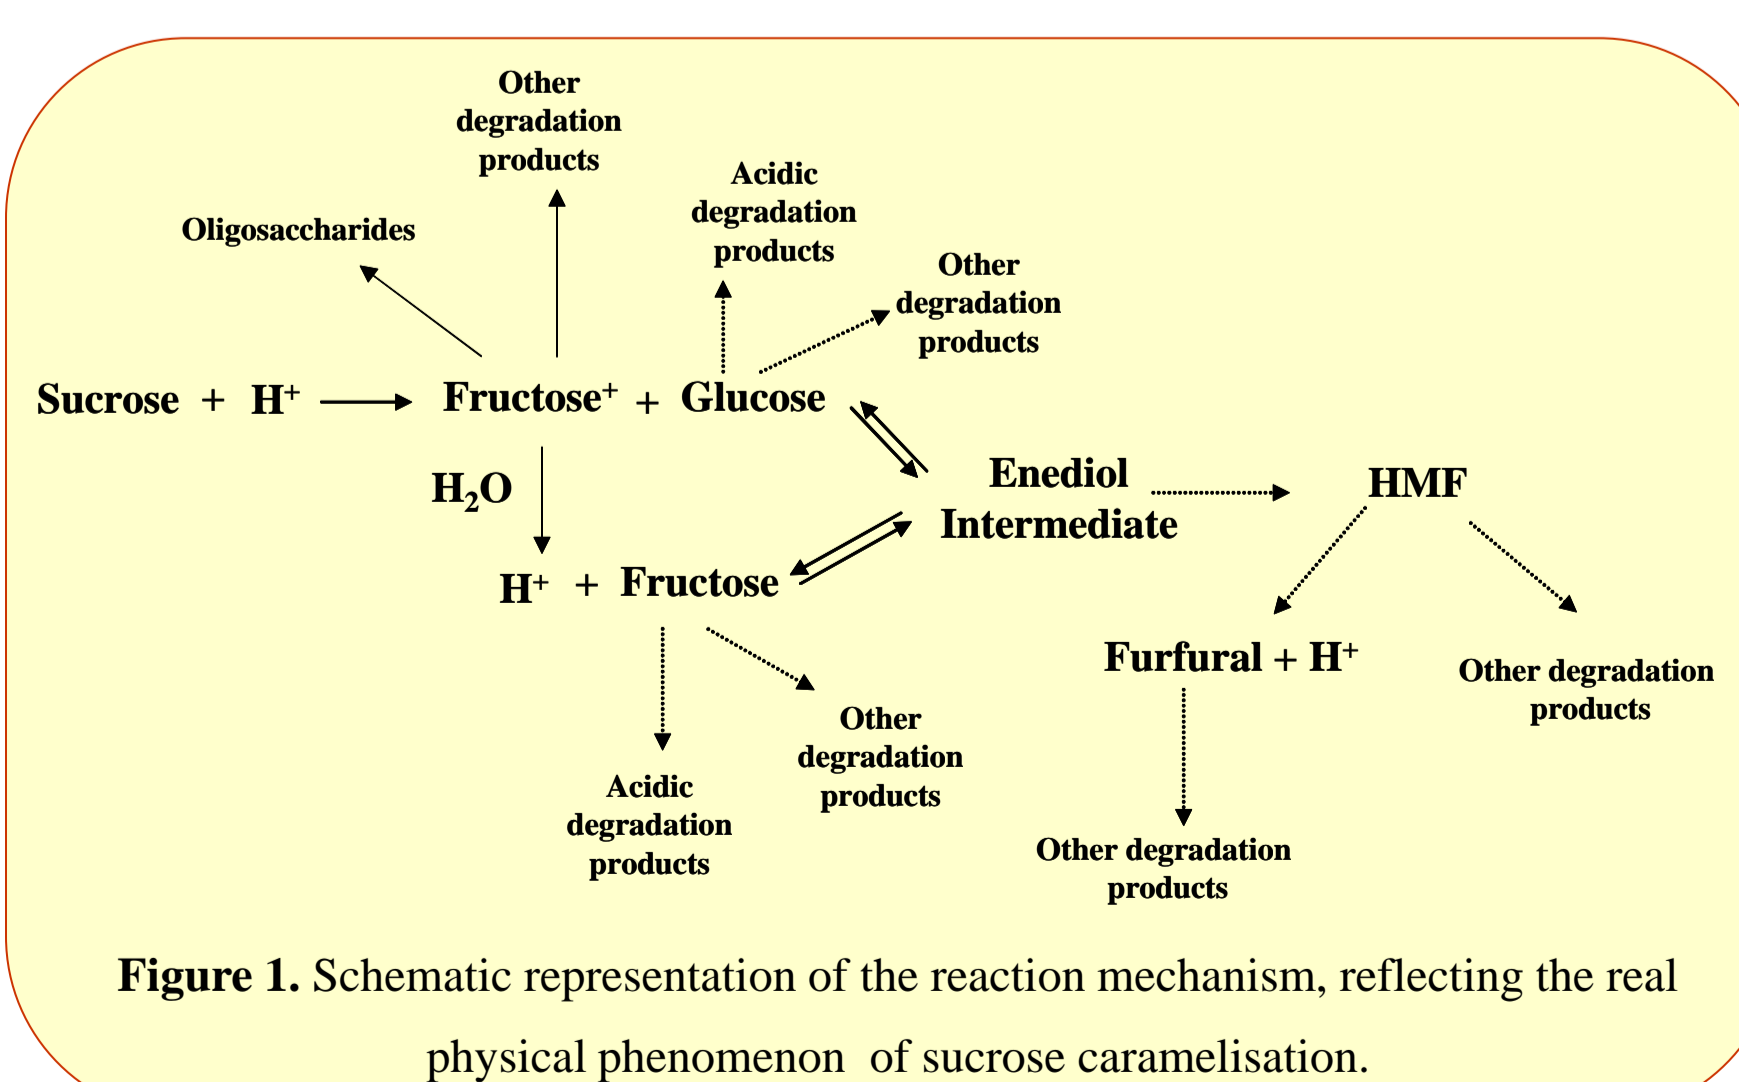 Other
degradation
products
Acidic
degradation
products
Oligosaccharides
Other
degradation
products
Sucrose + H⁺ Fructose⁺ + Glucose
H₂O
Enediol
Intermediate
HMF
H⁺ + Fructose
Furfural + H⁺
Other degradation
products
Other
degradation
products
Acidic
degradation
products
Other degradation
products
Figure 1. Schematic representation of the reaction mechanism, reflecting the real
physical phenomenon of sucrose caramelisation.